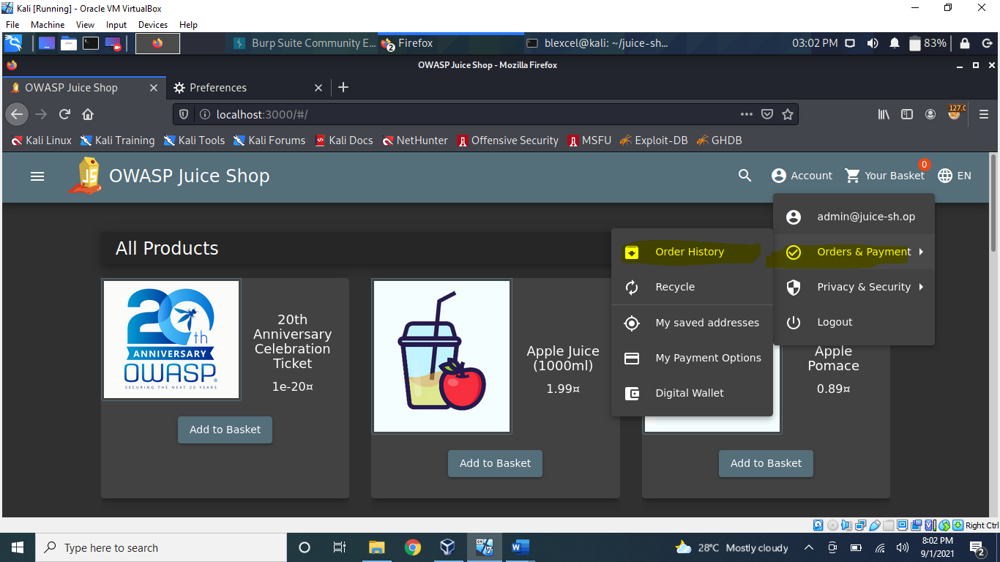 Kali [Running] - Oracle VM VirtualBox
File Machine View Input Devices Help
Burp Suite Community E... Firefox blexcel@kali: ~/juice-sh... 03:02 PM 83%
2
OWASP Juice Shop - Mozilla Firefox
OWASP Juice Shop Preferences
localhost:3000/#/ 127.0
Kali Linux Kali Training Kali Tools Kali Forums Kali Docs NetHunter Offensive Security MSFU Exploit-DB GHDB
JS OWASP Juice Shop Account Your Basket 0 EN
admin@juice-sh.op
Orders & Payment
Privacy & Security
Logout
Order History
Recycle
My saved addresses
My Payment Options
Digital Wallet
All Products
20th
ANNIVERSARY
OWASP
SECURING THE NEXT 20 YEARS
20th
Anniversary
Celebration
Ticket
1e-20¤
Add to Basket
Apple Juice
(1000ml)
1.99¤
Add to Basket
Apple
Pomace
0.89¤
Add to Basket
Right Ctrl
Type here to search 28°C Mostly cloudy 8:02 PM
9/1/2021 2